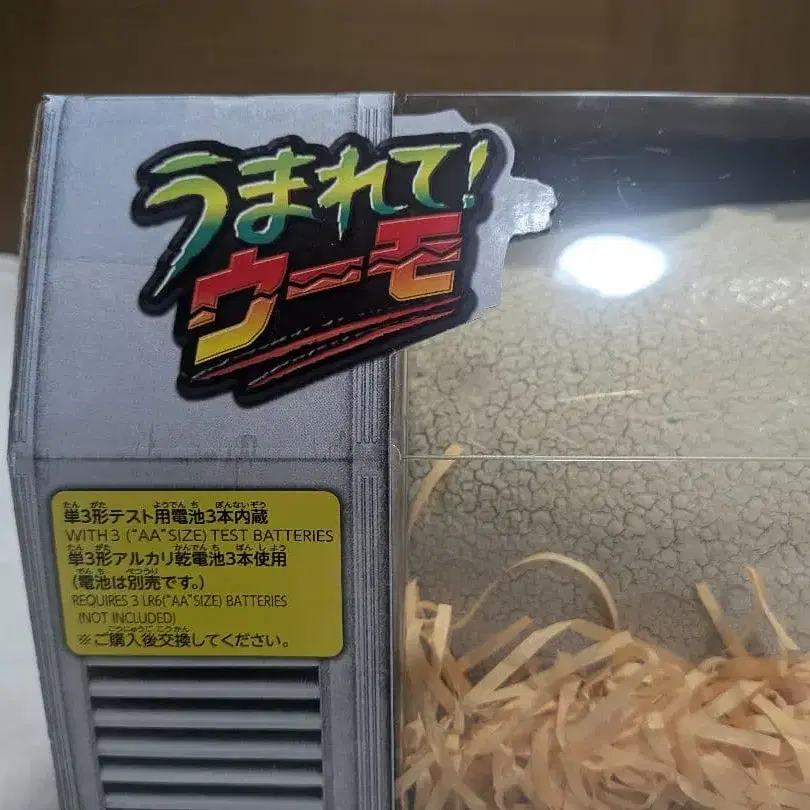 うまれて!
ウーモ
単3形テスト用電池3本内蔵
WITH 3 ("AA"SIZE) TEST BATTERIES
単3形アルカリ乾電池3本使用
(電池は別売です。)
REQUIRES 3 LR6("AA"SIZE) BATTERIES
(NOT INCLUDED)
※ご購入後交換してください。